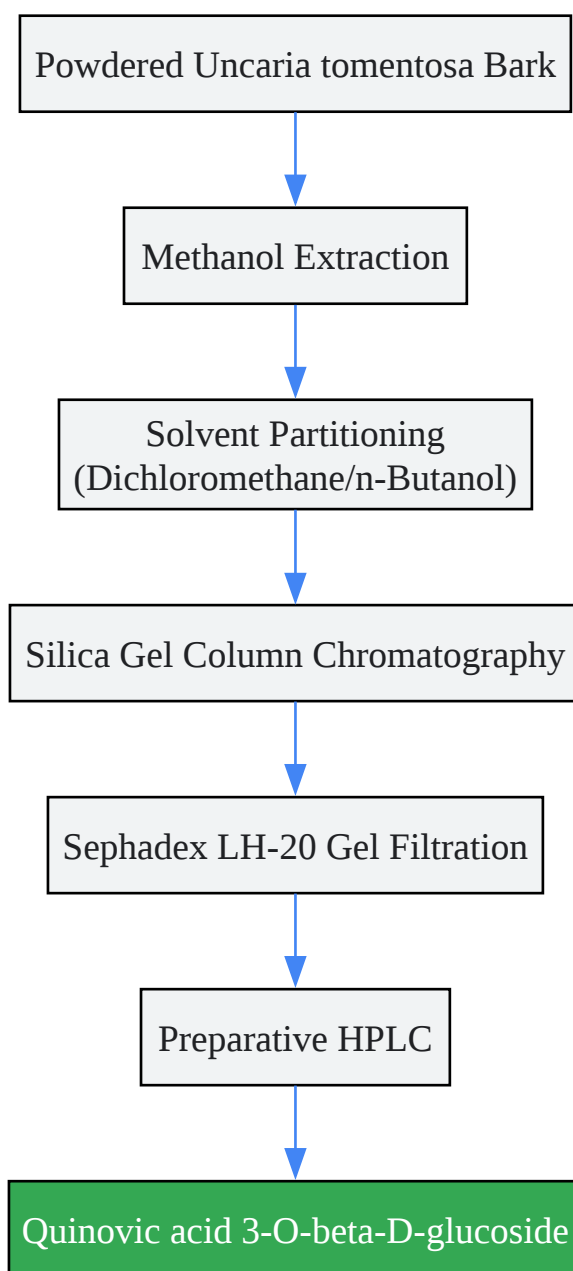 Powdered Uncaria tomentosa Bark
Methanol Extraction
Solvent Partitioning
(Dichloromethane/n-Butanol)
Silica Gel Column Chromatography
Sephadex LH-20 Gel Filtration
Preparative HPLC
Quinovic acid 3-O-beta-D-glucoside